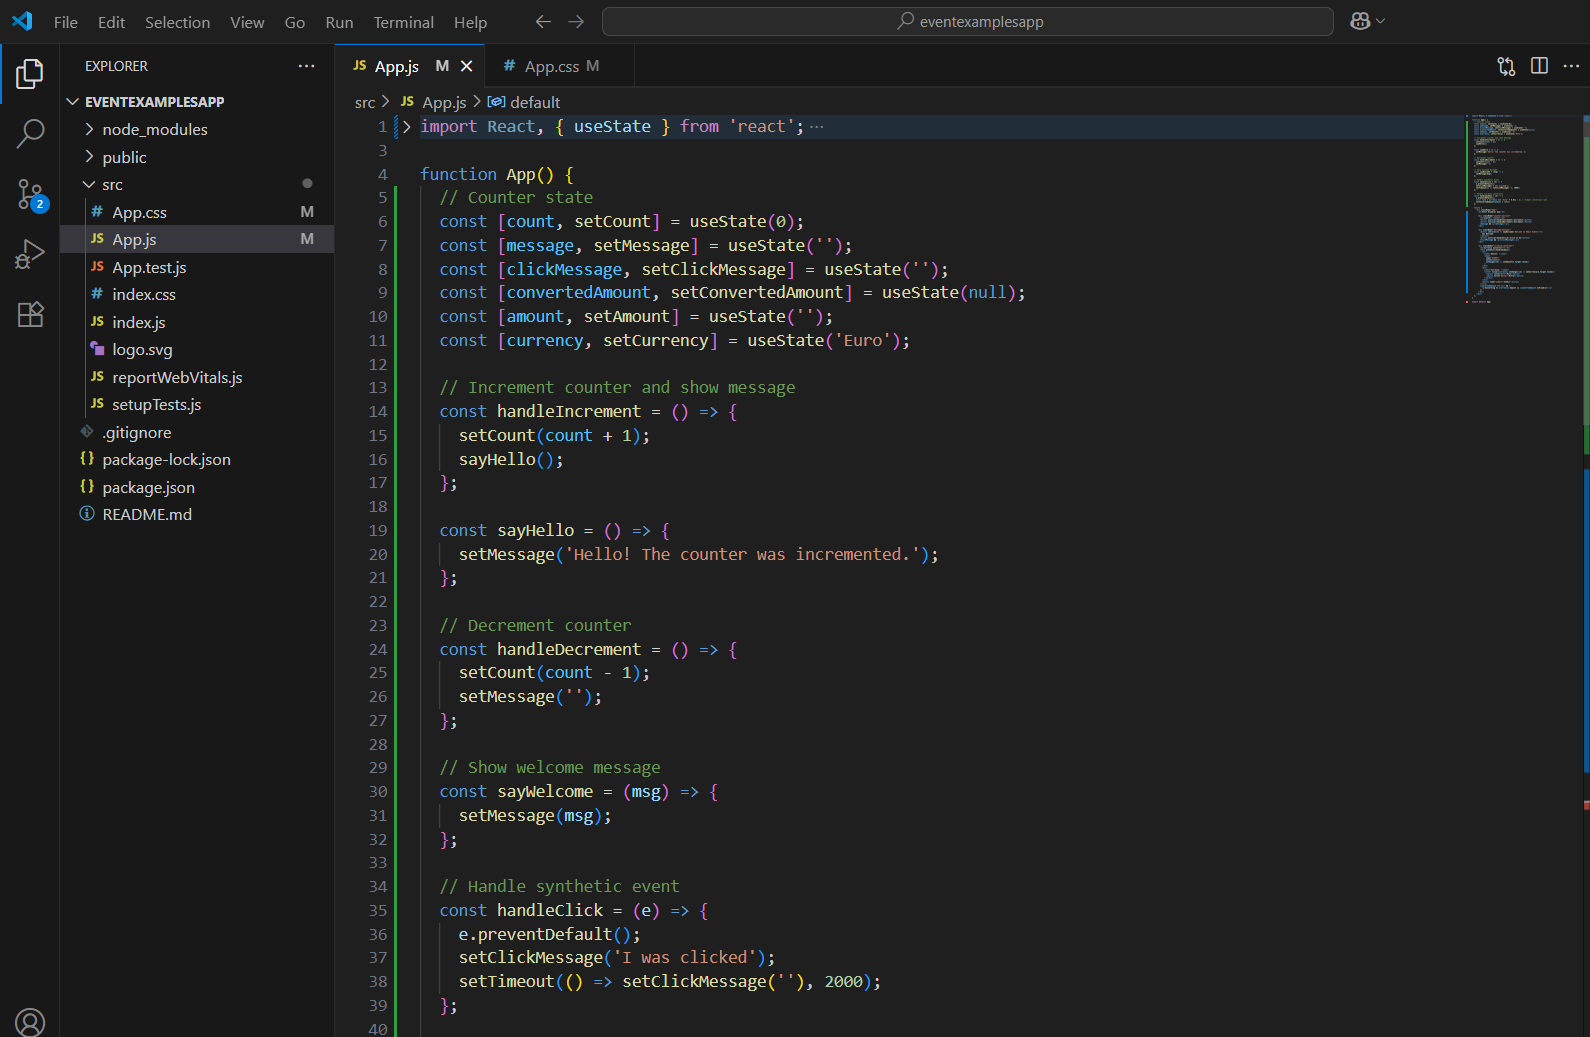 File Edit Selection View Go Run Terminal Help
eventexamplesapp
EXPLORER
EVENTEXAMPLESAPP
node_modules
public
src
# App.css M
JS App.js M
JS App.test.js
# index.css
JS index.js
logo.svg
JS reportWebVitals.js
JS setupTests.js
.gitignore
{} package-lock.json
{} package.json
README.md
2
JS App.js M
# App.css M
src > JS App.js > default
1 import React, { useState } from 'react'; ···
3
4 function App() {
5 // Counter state
6 const [count, setCount] = useState(0);
7 const [message, setMessage] = useState('');
8 const [clickMessage, setClickMessage] = useState('');
9 const [convertedAmount, setConvertedAmount] = useState(null);
10 const [amount, setAmount] = useState('');
11 const [currency, setCurrency] = useState('Euro');
12
13 // Increment counter and show message
14 const handleIncrement = () => {
15 setCount(count + 1);
16 sayHello();
17 };
18
19 const sayHello = () => {
20 setMessage('Hello! The counter was incremented.');
21 };
22
23 // Decrement counter
24 const handleDecrement = () => {
25 setCount(count - 1);
26 setMessage('');
27 };
28
29 // Show welcome message
30 const sayWelcome = (msg) => {
31 setMessage(msg);
32 };
33
34 // Handle synthetic event
35 const handleClick = (e) => {
36 e.preventDefault();
37 setClickMessage('I was clicked');
38 setTimeout(() => setClickMessage(''), 2000);
39 };
40